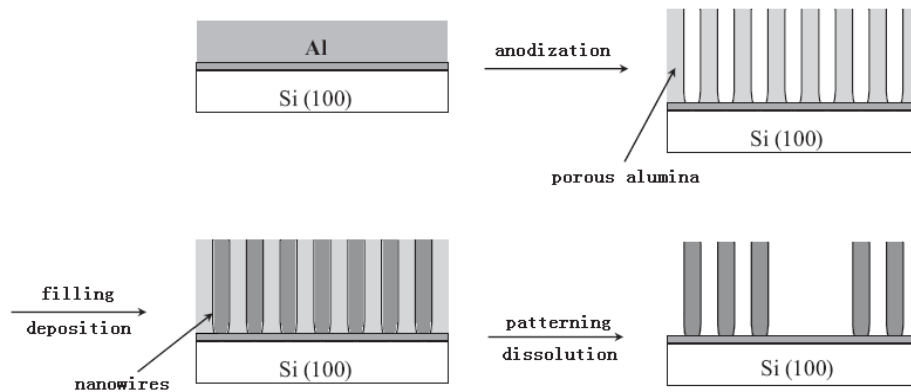 Al
Si (100)
anodization
Si (100)
porous alumina
filling
deposition
nanowires
Si (100)
patterning
dissolution
Si (100)